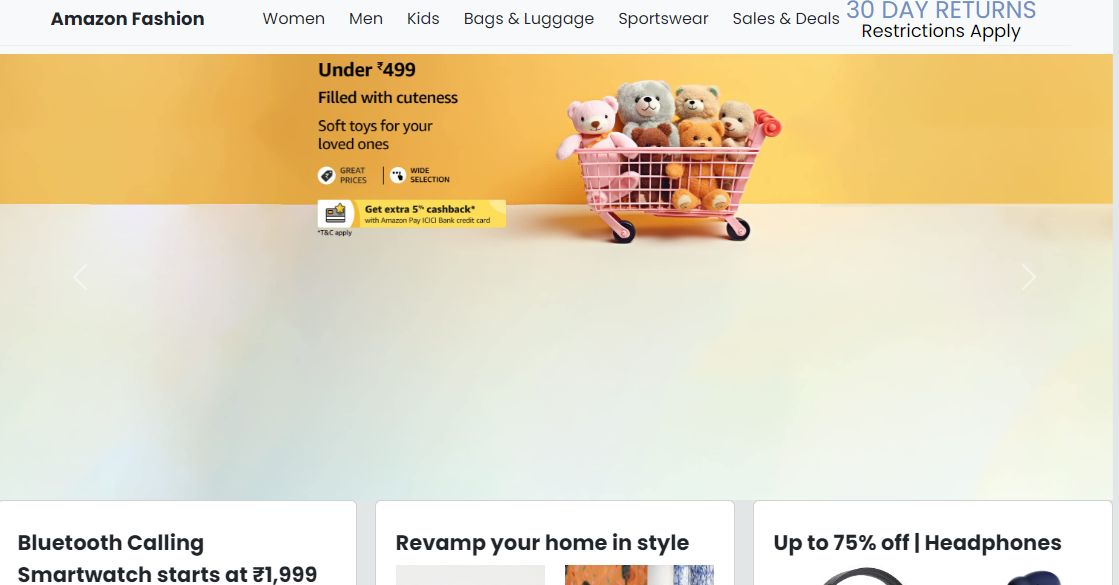 Amazon Fashion Women Men Kids Bags & Luggage Sportswear Sales & Deals
30 DAY RETURNS
Restrictions Apply
Under ₹499
Filled with cuteness
Soft toys for your
loved ones
GREAT
PRICES
WIDE
SELECTION
Get extra 5% cashback*
with Amazon Pay ICICI Bank credit card
*T&C apply
Bluetooth Calling
Smartwatch starts at ₹1,999
Revamp your home in style
Up to 75% off | Headphones